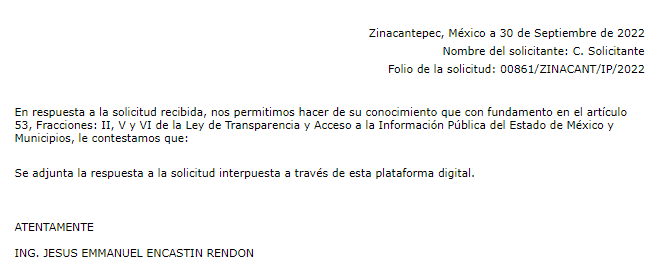 Zinacantepec, México a 30 de Septiembre de 2022
Nombre del solicitante: C. Solicitante
Folio de la solicitud: 00861/ZINACANT/IP/2022
En respuesta a la solicitud recibida, nos permitimos hacer de su conocimiento que con fundamento en el artículo
53, Fracciones: II, V y VI de la Ley de Transparencia y Acceso a la Información Pública del Estado de México y
Municipios, le contestamos que:
Se adjunta la respuesta a la solicitud interpuesta a través de esta plataforma digital.
ATENTAMENTE
ING. JESUS EMMANUEL ENCASTIN RENDON